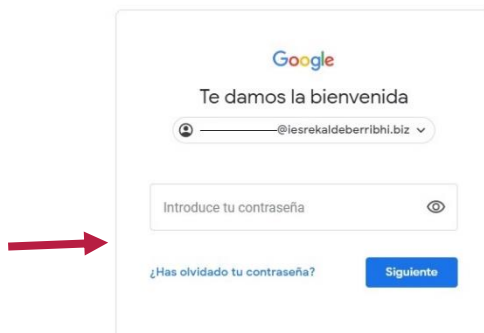 Google
Te damos la bienvenida
@iesrekaldeberribhi.biz
Introduce tu contraseña
¿Has olvidado tu contraseña?
Siguiente